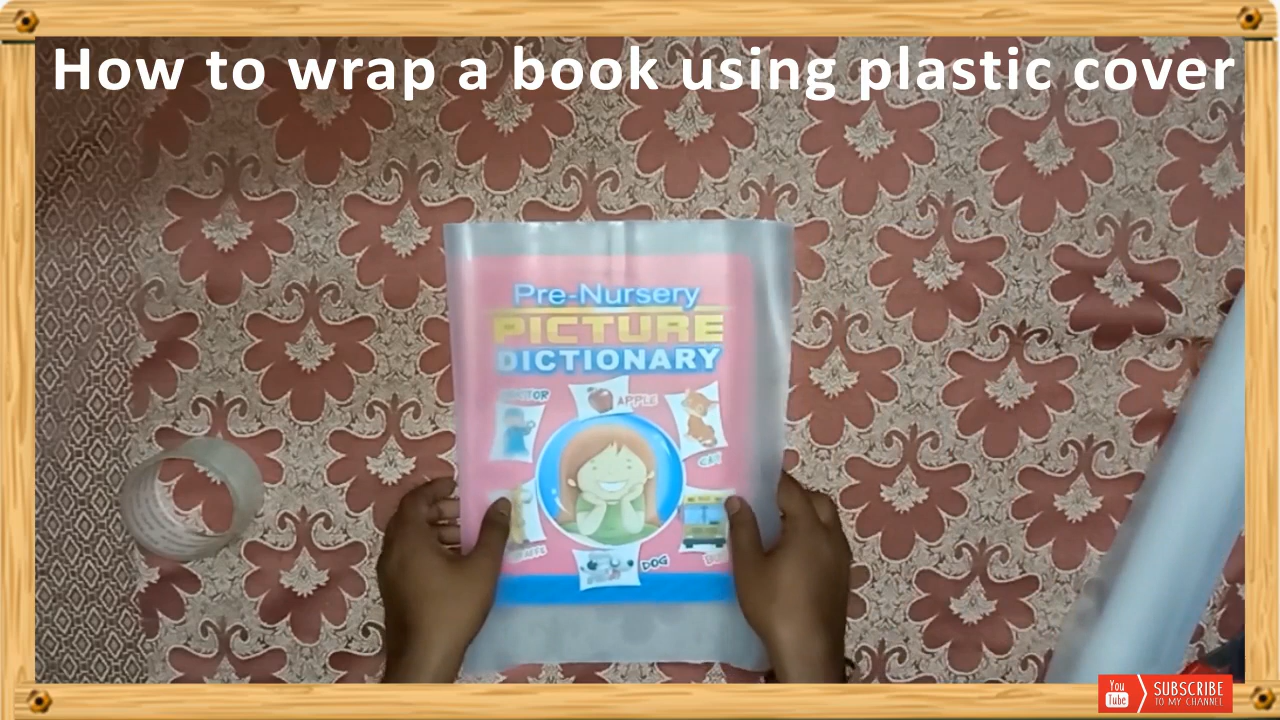 How to wrap a book using plastic cover
Pre-Nursery
PICTURE
DICTIONARY
APPLE
CAT
DOG
You
Tube
SUBSCRIBE
TO MY CHANNEL